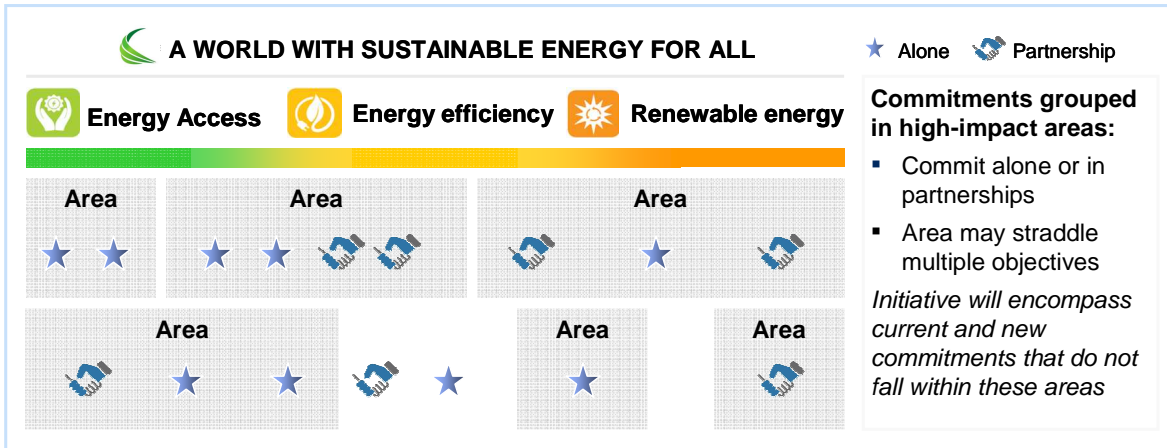 A WORLD WITH SUSTAINABLE ENERGY FOR ALL
Alone
Partnership
Energy Access
Energy efficiency
Renewable energy
Area
Area
Area
Area
Area
Area
Commitments grouped
in high-impact areas:
▪ Commit alone or in
partnerships
▪ Area may straddle
multiple objectives
Initiative will encompass
current and new
commitments that do not
fall within these areas